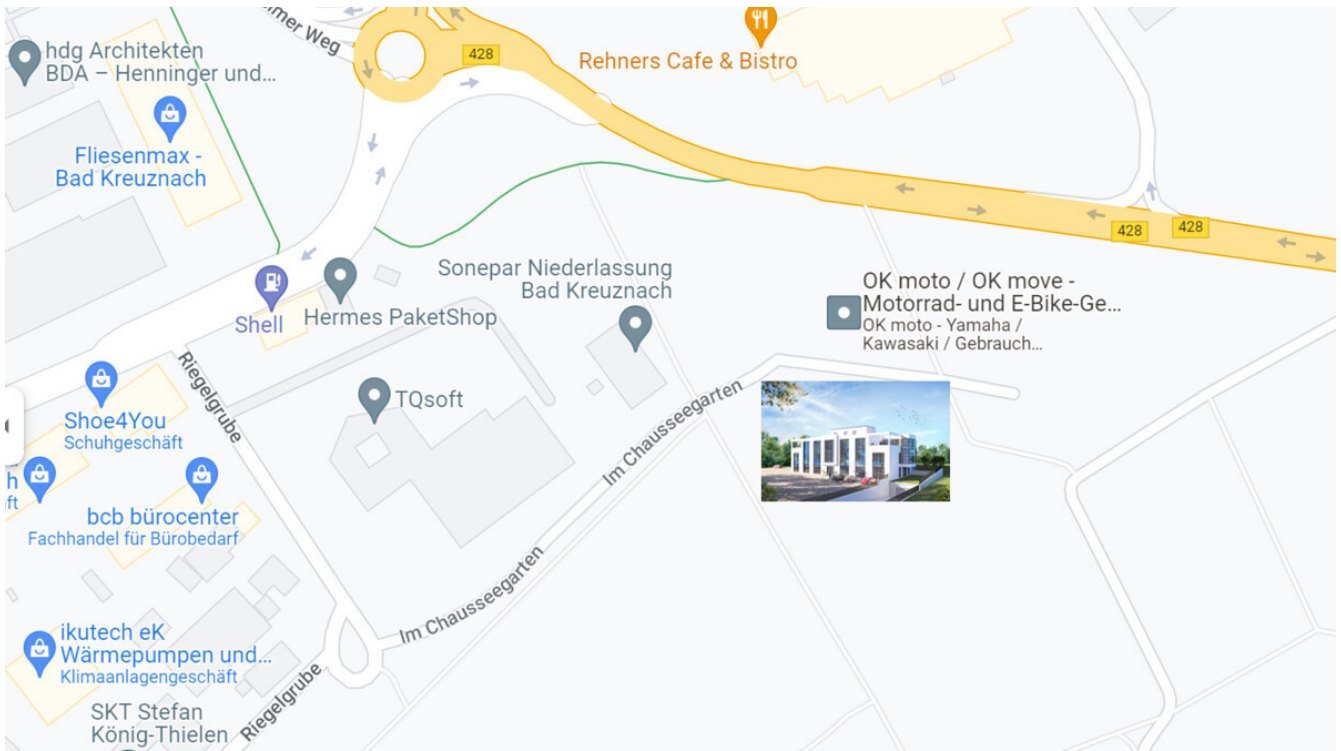 hdg Architekten
BDA – Henninger und...
Weg
428
Rehners Cafe & Bistro
Fliesenmax -
Bad Kreuznach
428
428
Sonepar Niederlassung
Bad Kreuznach
OK moto / OK move -
Motorrad- und E-Bike-Ge...
OK moto - Yamaha /
Kawasaki / Gebrauch...
Shell
Hermes PaketShop
Riegelgrube
TQsoft
Im Chausseegarten
Shoe4You
Schuhgeschäft
bcb bürocenter
Fachhandel für Bürobedarf
Im Chausseegarten
ikutech eK
Wärmepumpen und...
Klimaanlagengeschäft
Riegelgrube
SKT Stefan
König-Thielen